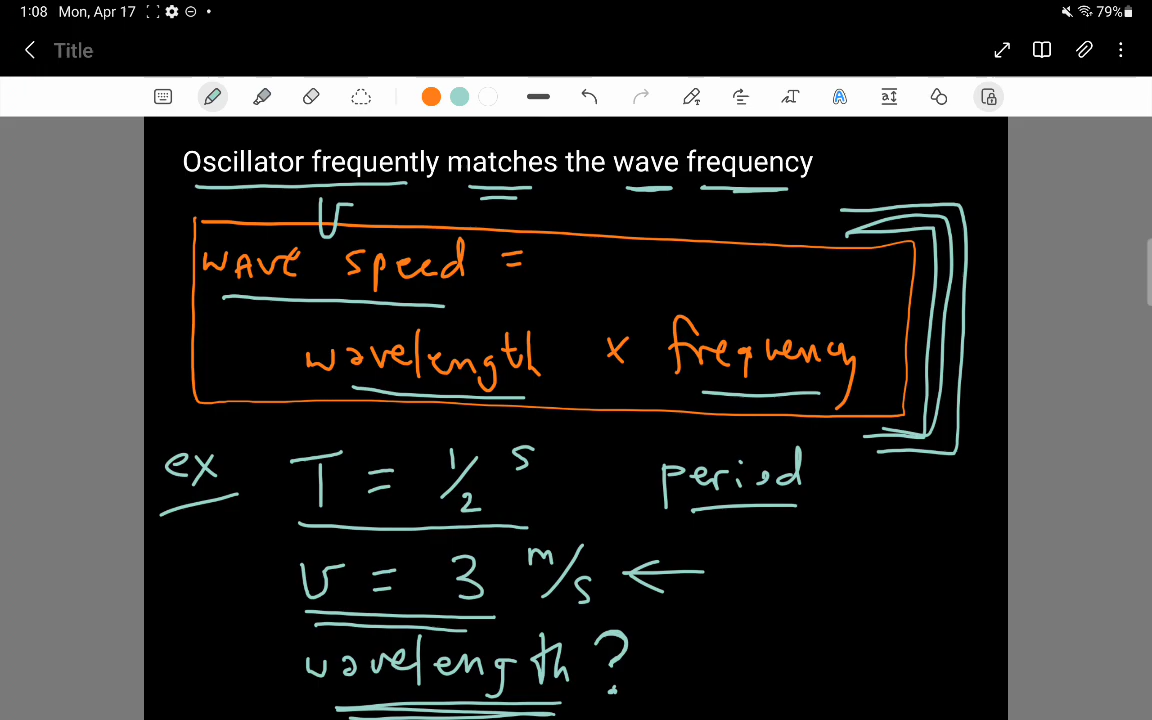 1:08 Mon, Apr 17 79%
Title
Oscillator frequently matches the wave frequency
v
wave speed =
wavelength x frequency
ex T = 1/2 s period
v = 3 m/s ←
wavelength ?